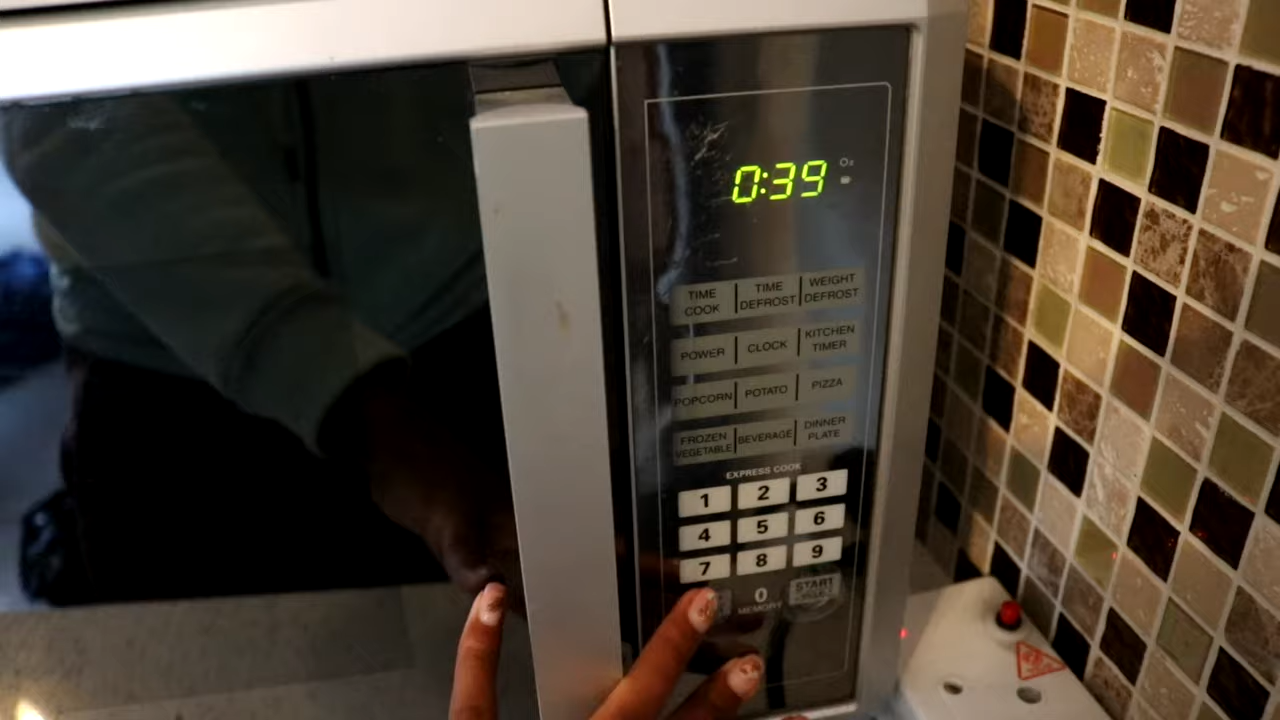 0:39
TIME COOK
TIME DEFROST
WEIGHT DEFROST
POWER
CLOCK
KITCHEN TIMER
POPCORN
POTATO
PIZZA
FROZEN VEGETABLE
BEVERAGE
DINNER PLATE
EXPRESS COOK
1 2 3
4 5 6
7 8 9
0
MEMORY
START